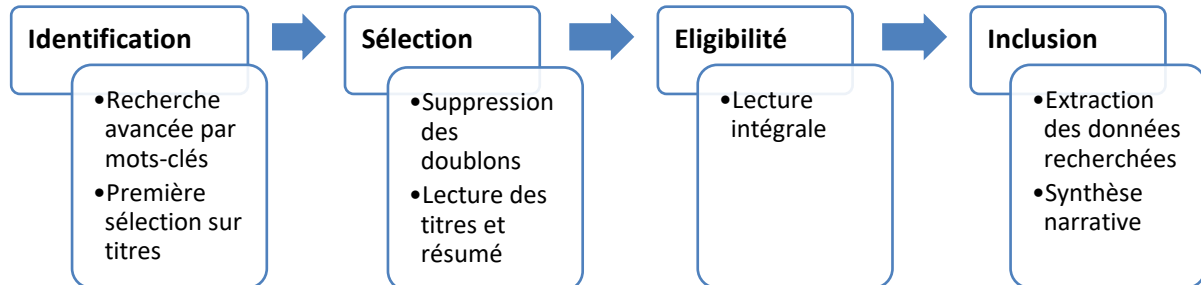 Identification
•Recherche
avancée par
mots-clés
•Première
sélection sur
titres
Sélection
•Suppression
des
doublons
•Lecture des
titres et
résumé
Eligibilité
•Lecture
intégrale
Inclusion
•Extraction
des données
recherchées
•Synthèse
narrative